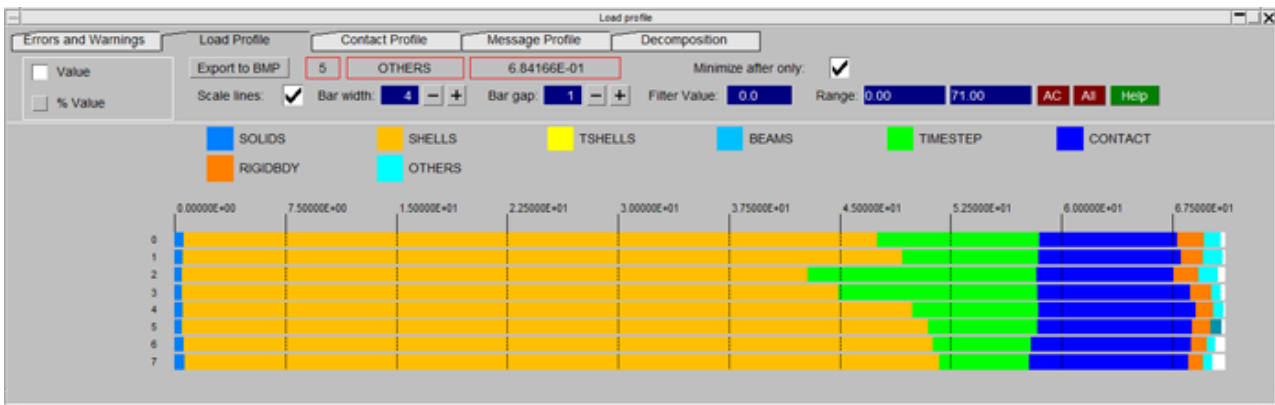 Load profile
Errors and Warnings Load Profile Contact Profile Message Profile Decomposition
Value Export to BMP 5 OTHERS 6.84166E-01 Minimize after only:
% Value Scale lines: Bar width: 4 − + Bar gap: 1 − + Filter Value: 0.0 Range: 0.00 71.00 AC All Help
SOLIDS SHELLS TSHELLS BEAMS TIMESTEP CONTACT
RIGIDBDY OTHERS
0.00000E+00 7.50000E+00 1.50000E+01 2.25000E+01 3.00000E+01 3.75000E+01 4.50000E+01 5.25000E+01 6.00000E+01 6.75000E+01
0
1
2
3
4
5
6
7